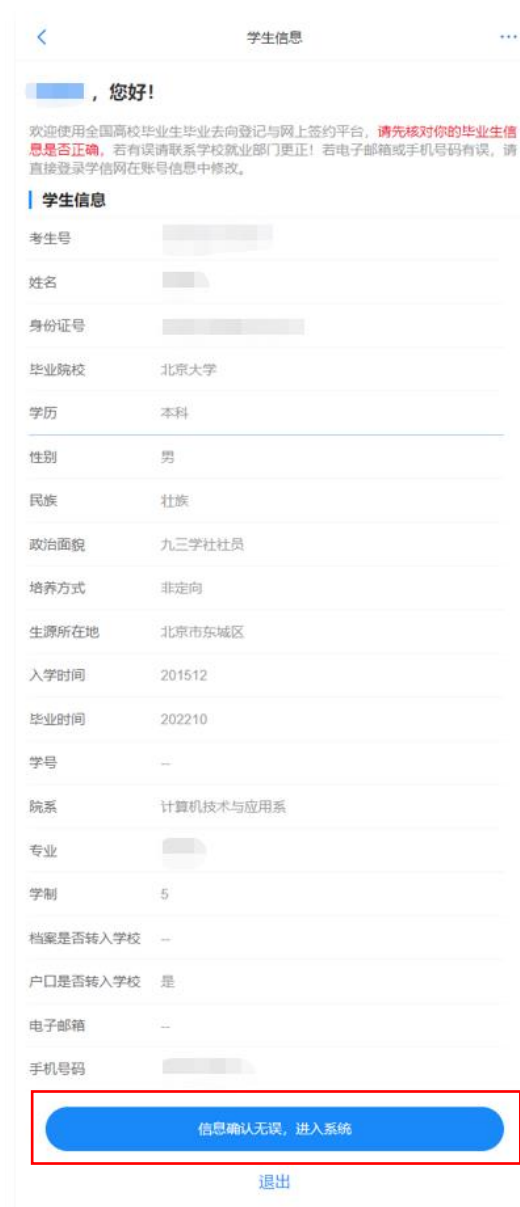 学生信息
，您好!
欢迎使用全国高校毕业生毕业去向登记与网上签约平台，请先核对你的毕业生信
息是否正确，若有误请联系学校就业部门更正！若电子邮箱或手机号码有误，请
直接登录学信网在账号信息中修改。
学生信息
考生号
姓名
身份证号
毕业院校 北京大学
学历 本科
性别 男
民族 壮族
政治面貌 九三学社社员
培养方式 非定向
生源所在地 北京市东城区
入学时间 201512
毕业时间 202210
学号 --
院系 计算机技术与应用系
专业
学制 5
档案是否转入学校 --
户口是否转入学校 是
电子邮箱 --
手机号码
信息确认无误，进入系统
退出